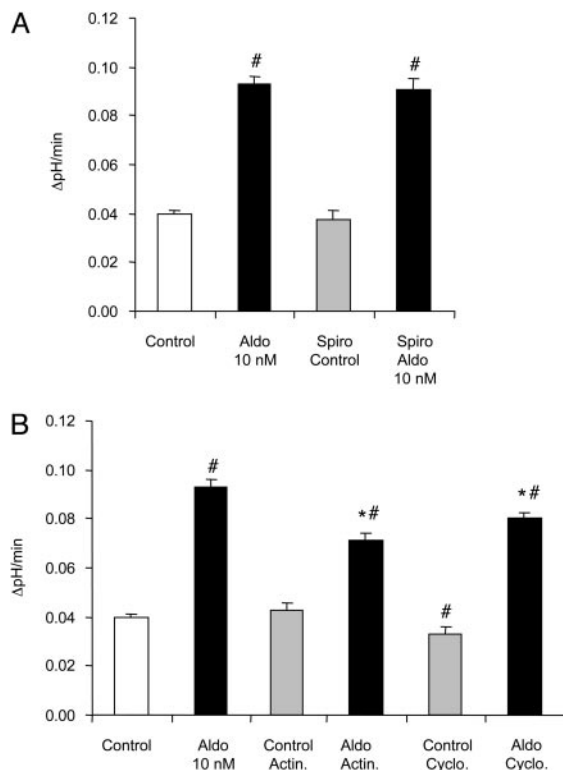 A
0.12
0.10
0.08
0.06
0.04
0.02
0.00
ΔpH/min
#
#
Control
Aldo
10 nM
Spiro
Control
Spiro
Aldo
10 nM
B
0.12
0.10
0.08
0.06
0.04
0.02
0.00
ΔpH/min
#
*#
#
*#
Control
Aldo
10 nM
Control
Actin.
Aldo
Actin.
Control
Cyclo.
Aldo
Cyclo.